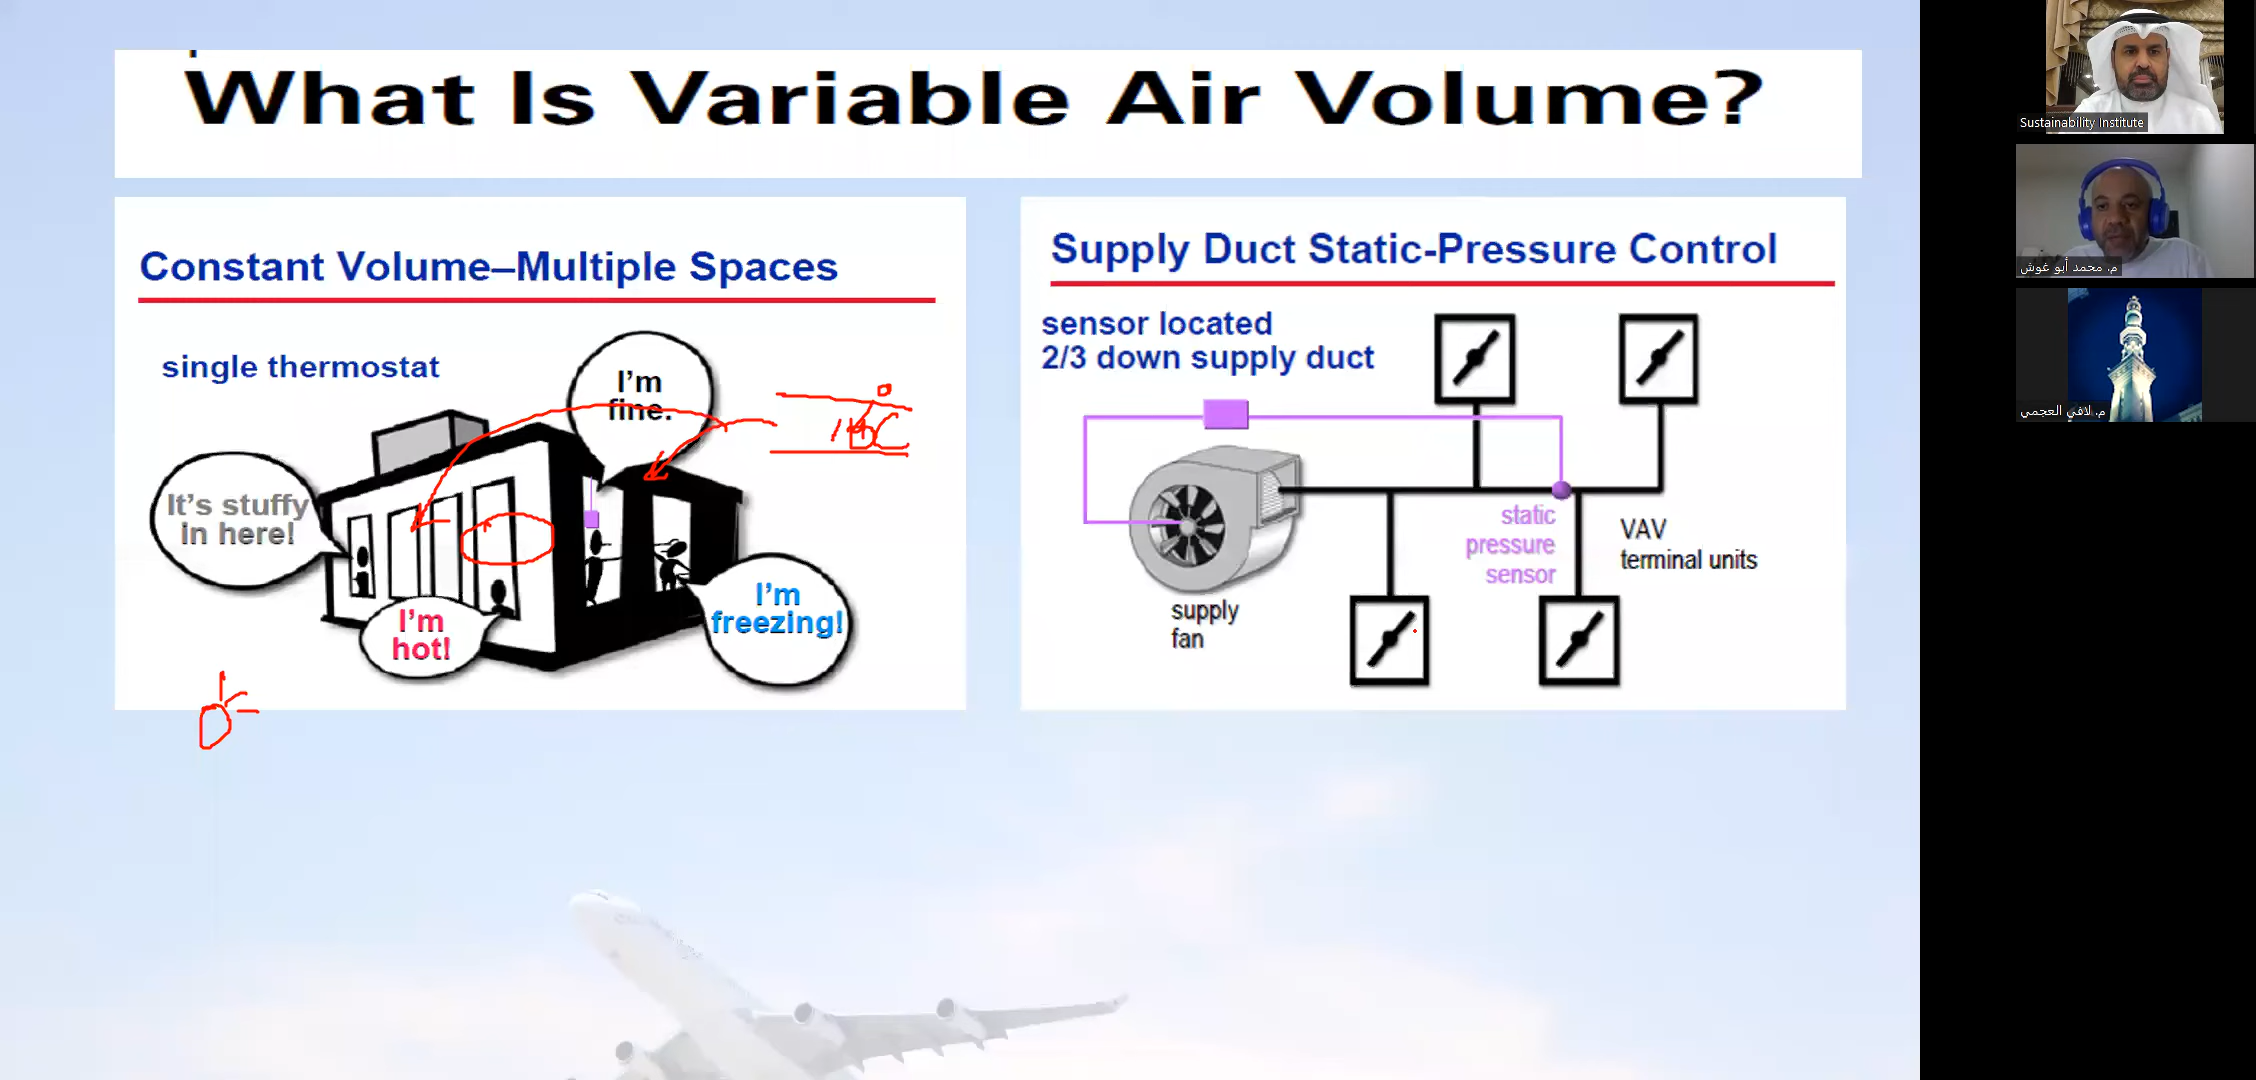 What Is Variable Air Volume?
Constant Volume–Multiple Spaces
single thermostat
I'm
fine.
It's stuffy
in here!
I'm
hot!
I'm
freezing!
Supply Duct Static-Pressure Control
sensor located
2/3 down supply duct
static
pressure
sensor
VAV
terminal units
supply
fan
Sustainability Institute
م. محمد أبو غوش
م. لافي العجمي